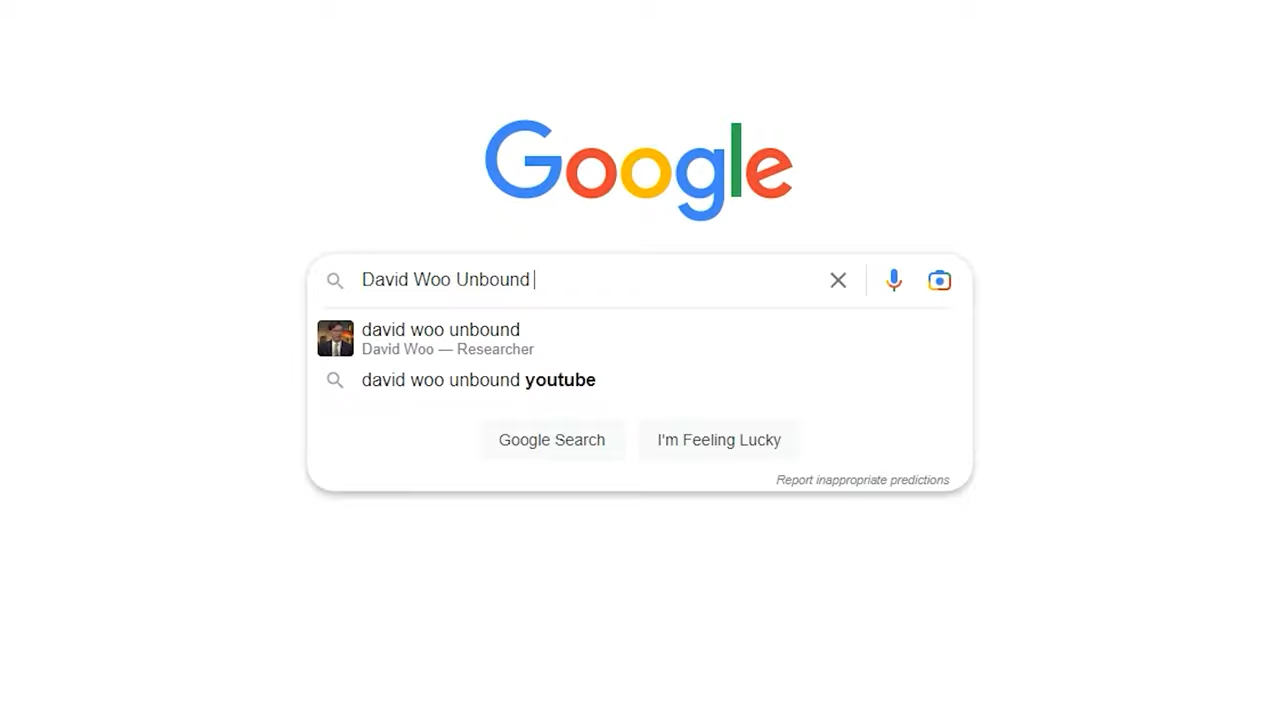 Google
David Woo Unbound
david woo unbound
David Woo — Researcher
david woo unbound youtube
Google Search
I'm Feeling Lucky
Report inappropriate predictions